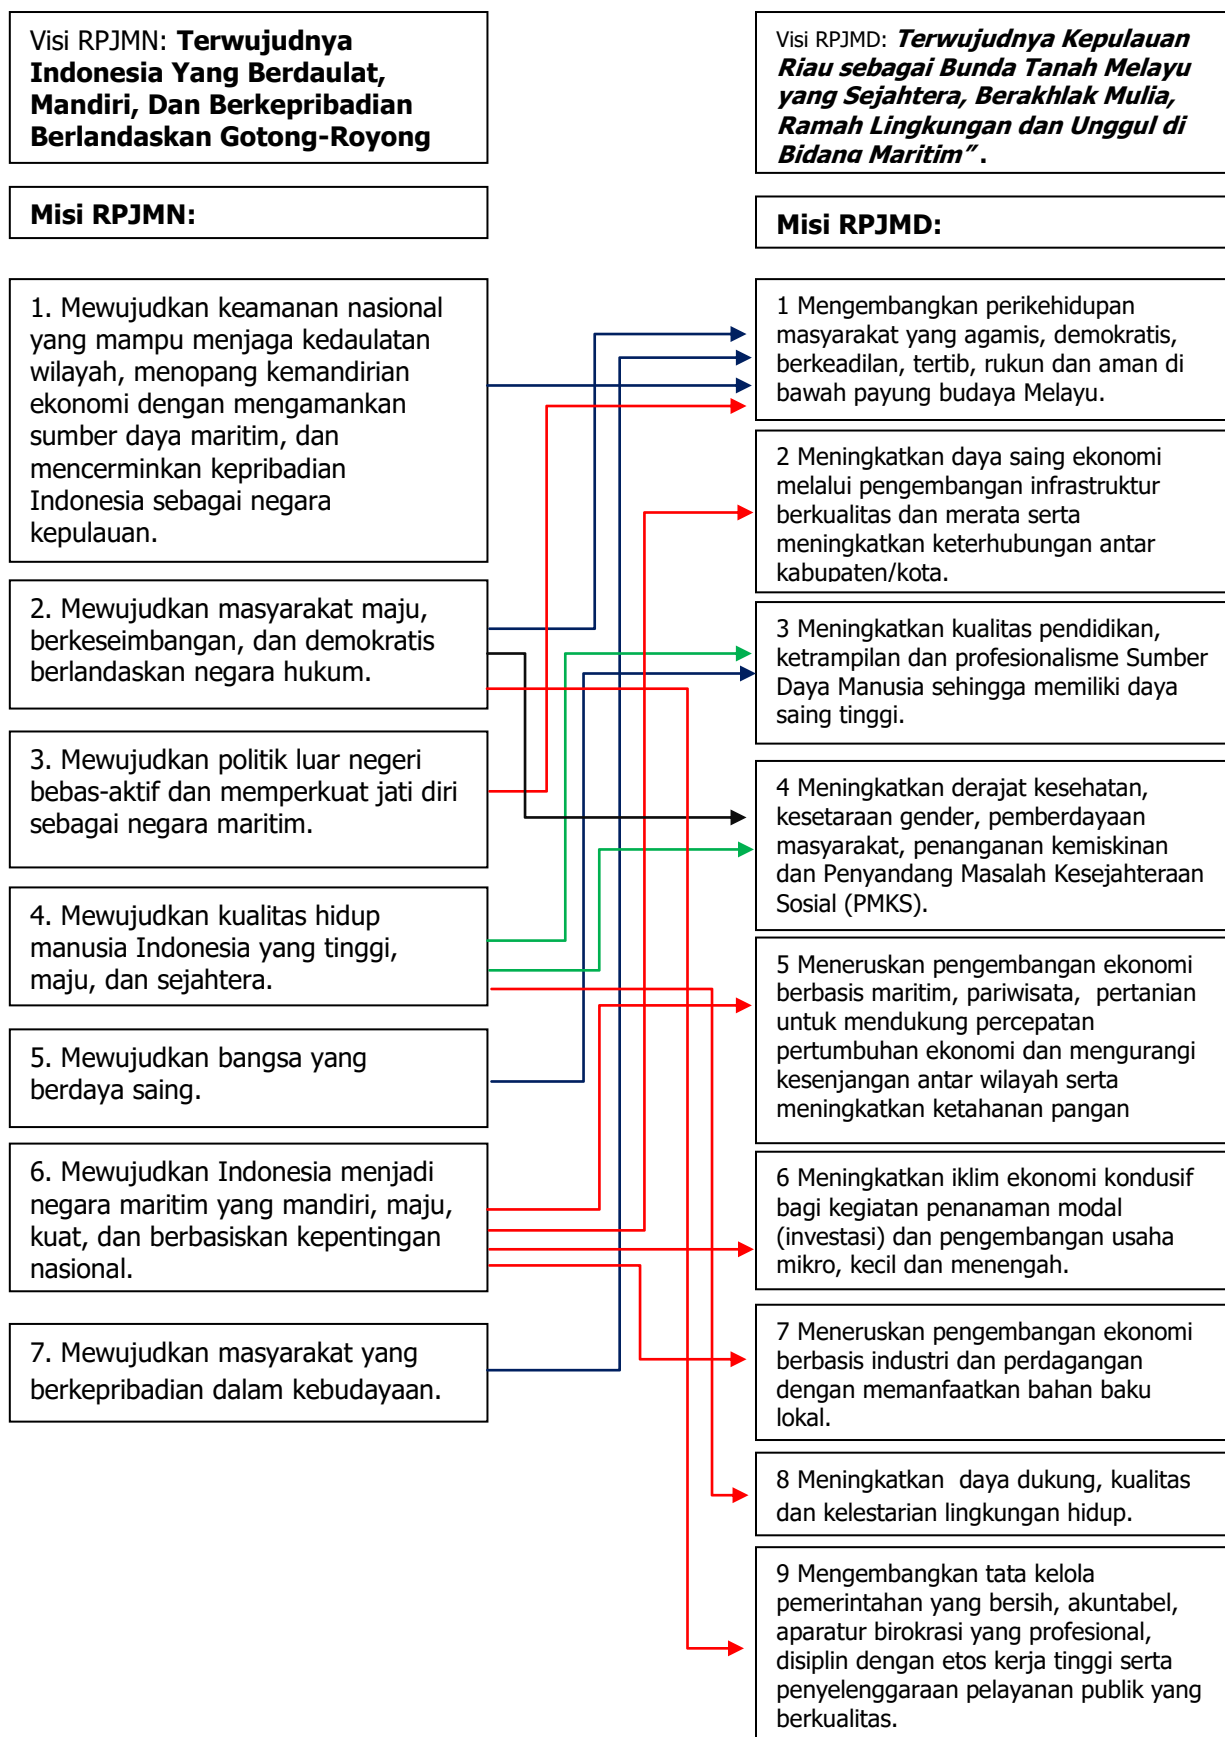 Visi RPJMN: Terwujudnya
Indonesia Yang Berdaulat,
Mandiri, Dan Berkepribadian
Berlandaskan Gotong-Royong
Misi RPJMN:
1. Mewujudkan keamanan nasional
yang mampu menjaga kedaulatan
wilayah, menopang kemandirian
ekonomi dengan mengamankan
sumber daya maritim, dan
mencerminkan kepribadian
Indonesia sebagai negara
kepulauan.
2. Mewujudkan masyarakat maju,
berkeseimbangan, dan demokratis
berlandaskan negara hukum.
3. Mewujudkan politik luar negeri
bebas-aktif dan memperkuat jati diri
sebagai negara maritim.
4. Mewujudkan kualitas hidup
manusia Indonesia yang tinggi,
maju, dan sejahtera.
5. Mewujudkan bangsa yang
berdaya saing.
6. Mewujudkan Indonesia menjadi
negara maritim yang mandiri, maju,
kuat, dan berbasiskan kepentingan
nasional.
7. Mewujudkan masyarakat yang
berkepribadian dalam kebudayaan.
Visi RPJMD: Terwujudnya Kepulauan
Riau sebagai Bunda Tanah Melayu
yang Sejahtera, Berakhlak Mulia,
Ramah Lingkungan dan Unggul di
Bidang Maritim”.
Misi RPJMD:
1 Mengembangkan perikehidupan
masyarakat yang agamis, demokratis,
berkeadilan, tertib, rukun dan aman di
bawah payung budaya Melayu.
2 Meningkatkan daya saing ekonomi
melalui pengembangan infrastruktur
berkualitas dan merata serta
meningkatkan keterhubungan antar
kabupaten/kota.
3 Meningkatkan kualitas pendidikan,
ketrampilan dan profesionalisme Sumber
Daya Manusia sehingga memiliki daya
saing tinggi.
4 Meningkatkan derajat kesehatan,
kesetaraan gender, pemberdayaan
masyarakat, penanganan kemiskinan
dan Penyandang Masalah Kesejahteraan
Sosial (PMKS).
5 Meneruskan pengembangan ekonomi
berbasis maritim, pariwisata, pertanian
untuk mendukung percepatan
pertumbuhan ekonomi dan mengurangi
kesenjangan antar wilayah serta
meningkatkan ketahanan pangan
6 Meningkatkan iklim ekonomi kondusif
bagi kegiatan penanaman modal
(investasi) dan pengembangan usaha
mikro, kecil dan menengah.
7 Meneruskan pengembangan ekonomi
berbasis industri dan perdagangan
dengan memanfaatkan bahan baku
lokal.
8 Meningkatkan daya dukung, kualitas
dan kelestarian lingkungan hidup.
9 Mengembangkan tata kelola
pemerintahan yang bersih, akuntabel,
aparatur birokrasi yang profesional,
disiplin dengan etos kerja tinggi serta
penyelenggaraan pelayanan publik yang
berkualitas.